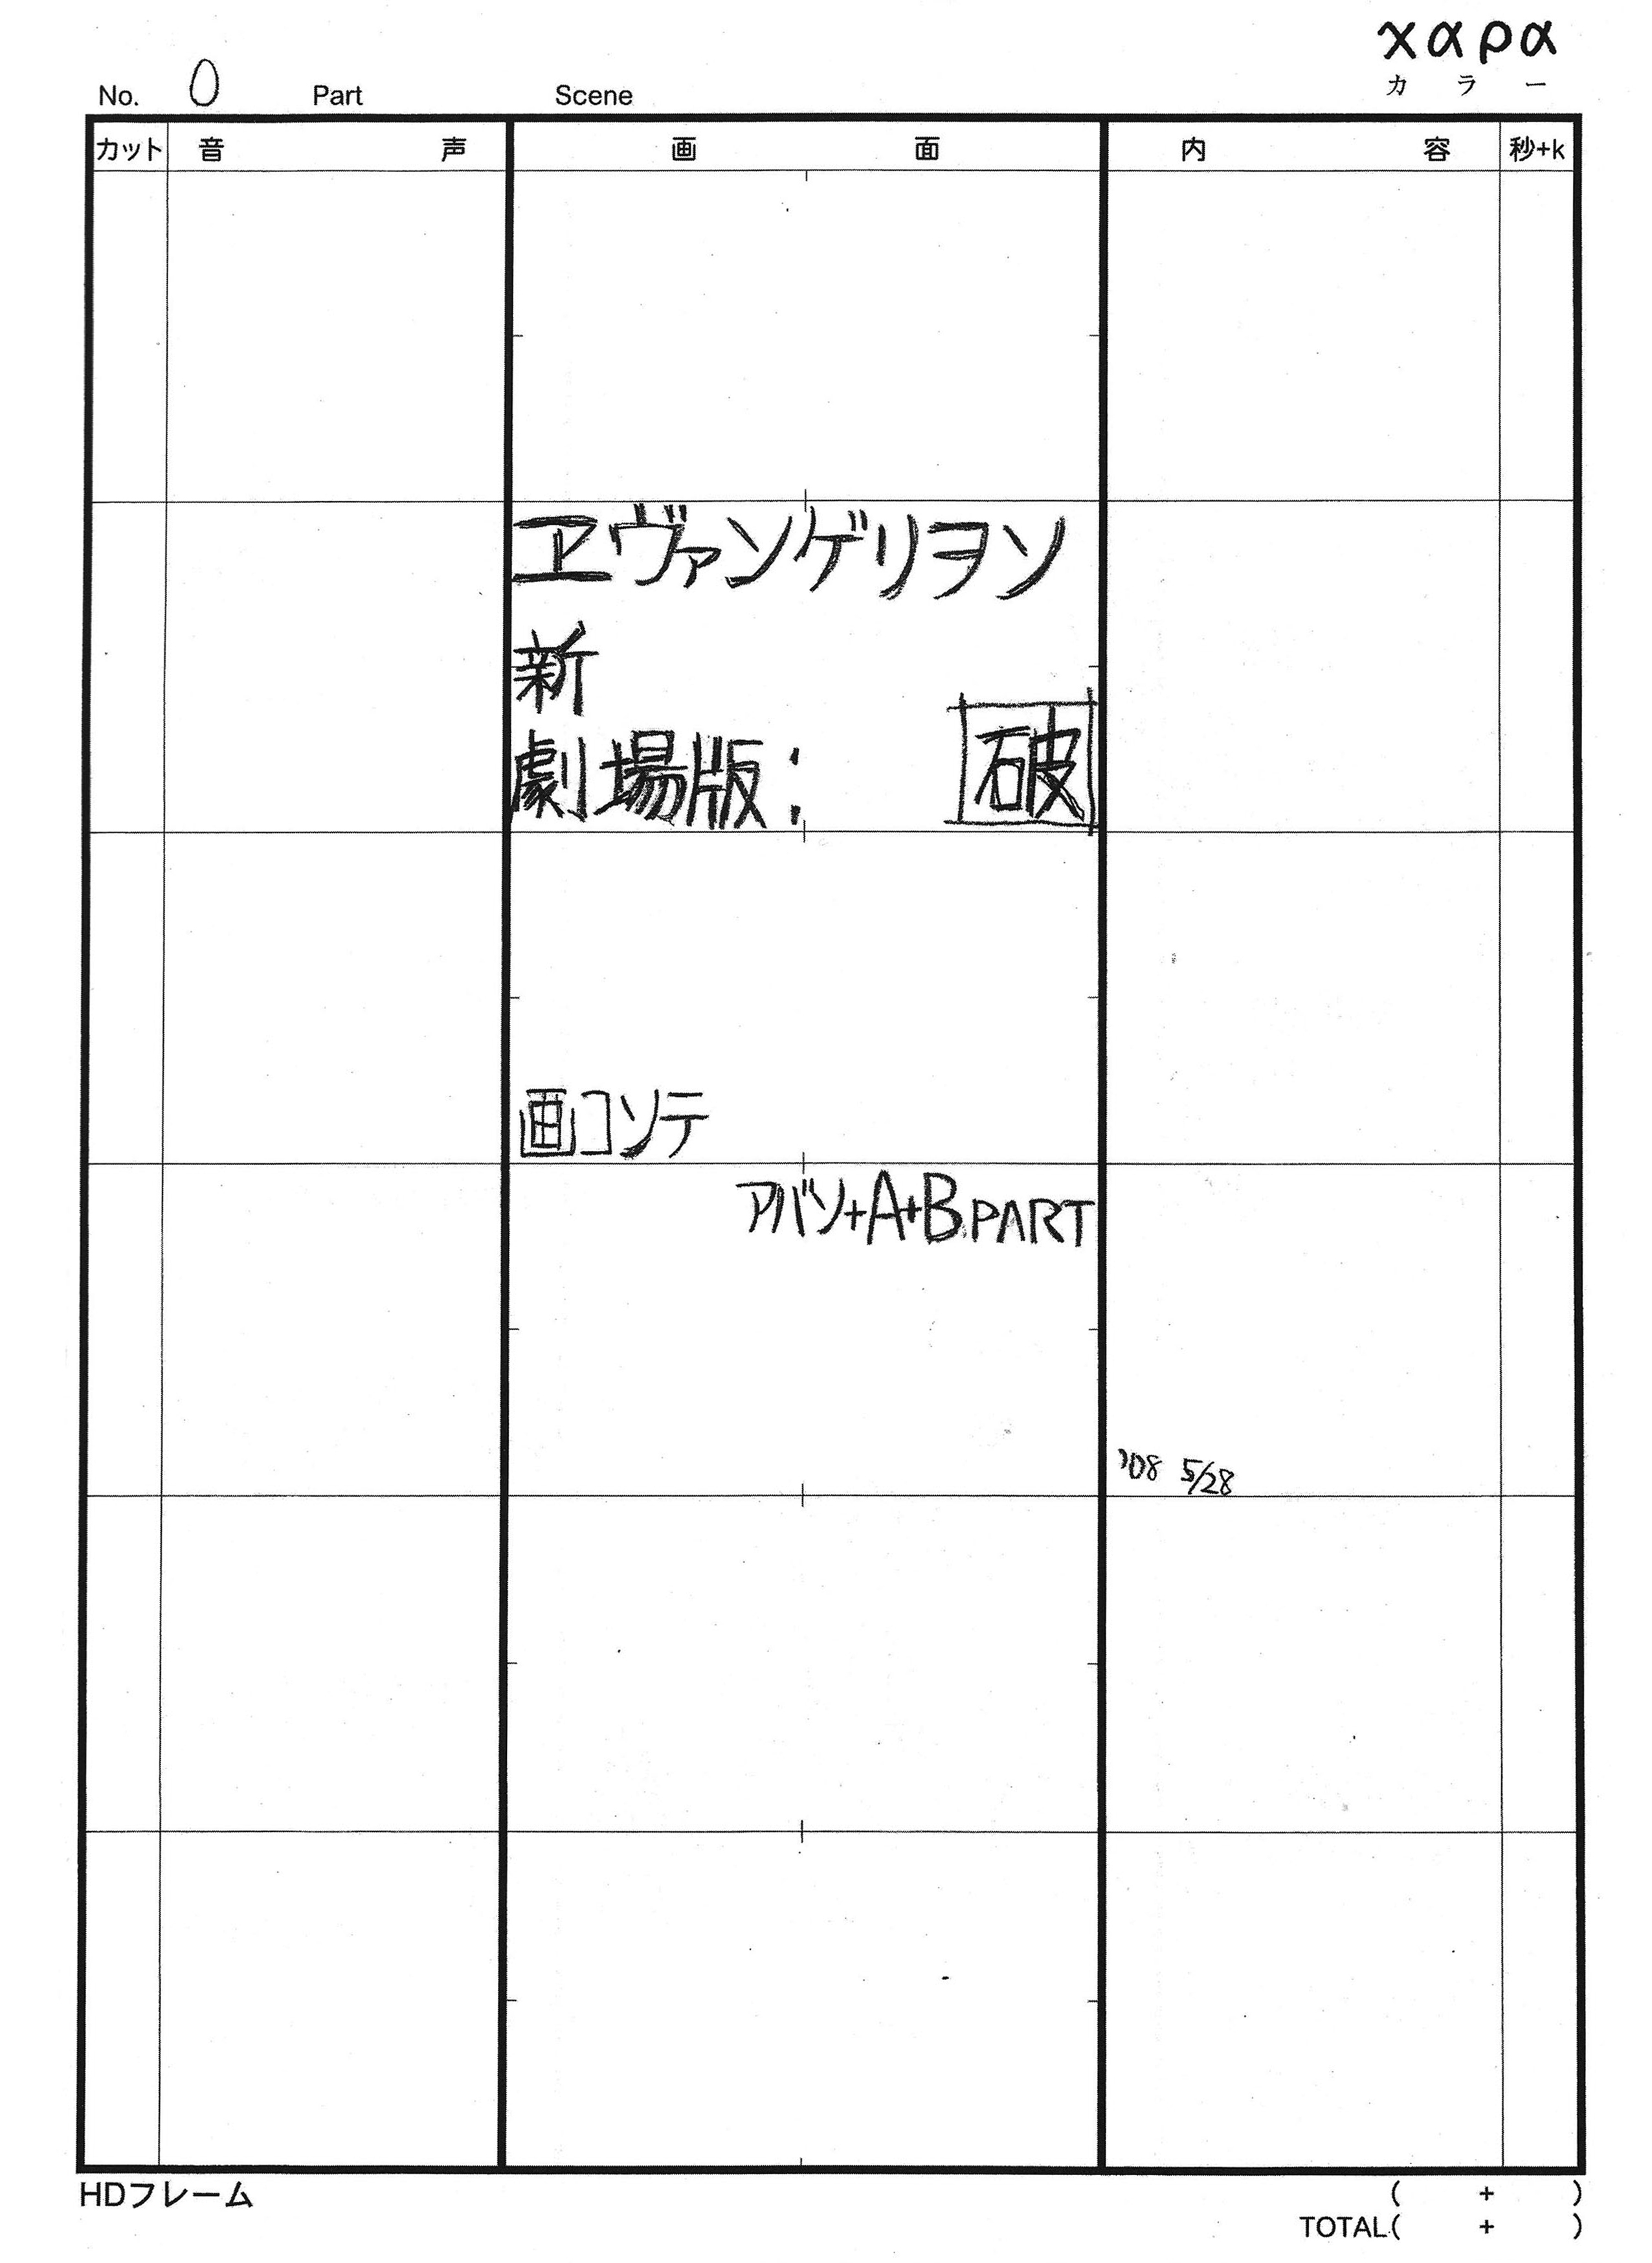 χαρα
カラー
No. 0 Part Scene
カット 音声 画面 内容 秒+k
ヱヴァンゲリヲン
新
劇場版: 破
画コンテ
アバン+A+B PART
'08 5/28
HDフレーム ( + )
TOTAL( + )